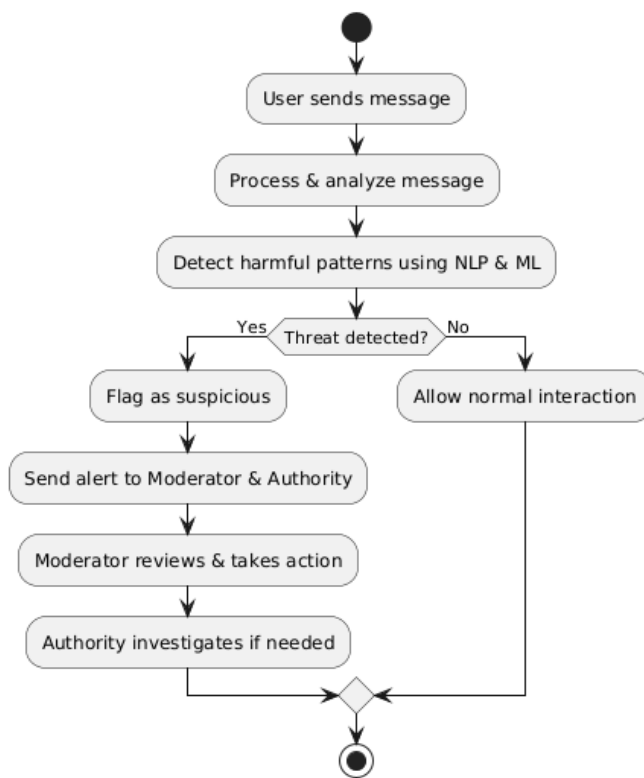 User sends message
Process & analyze message
Detect harmful patterns using NLP & ML
Threat detected?
Yes
No
Flag as suspicious
Allow normal interaction
Send alert to Moderator & Authority
Moderator reviews & takes action
Authority investigates if needed